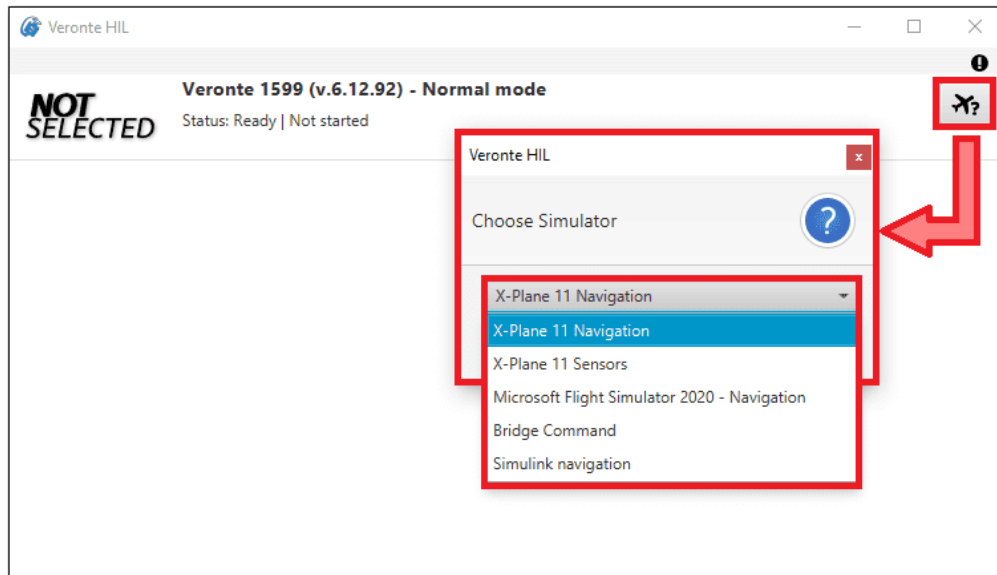 Veronte HIL
NOT
SELECTED
Veronte 1599 (v.6.12.92) - Normal mode
Status: Ready | Not started
?
Veronte HIL
x
Choose Simulator
?
X-Plane 11 Navigation
X-Plane 11 Navigation
X-Plane 11 Sensors
Microsoft Flight Simulator 2020 - Navigation
Bridge Command
Simulink navigation